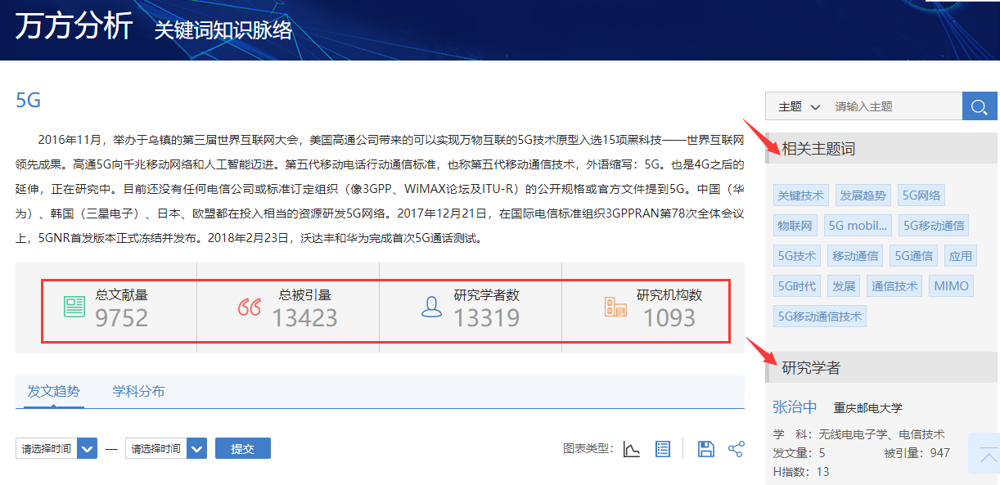 万方分析 关键词知识脉络
5G
2016年11月，举办于乌镇的第三届世界互联网大会，美国高通公司带来的可以实现万物互联的5G技术原型入选15项黑科技——世界互联网
领先成果。高通5G向千兆移动网络和人工智能迈进。第五代移动电话行动通信标准，也称第五代移动通信技术，外语缩写：5G。也是4G之后的
延伸，正在研究中。目前还没有任何电信公司或标准订定组织（像3GPP、WiMAX论坛及ITU-R）的公开规格或官方文件提到5G。中国（华
为）、韩国（三星电子）、日本、欧盟都在投入相当的资源研发5G网络。2017年12月21日，在国际电信标准组织3GPPRAN第78次全体会议
上，5GNR首发版本正式冻结并发布。2018年2月23日，沃达丰和华为完成首次5G通话测试。
总文献量 总被引量 研究学者数 研究机构数
9752 13423 13319 1093
发文趋势 学科分布
请选择时间 — 请选择时间 提交 图表类型：
主题 请输入主题
相关主题词
关键技术 发展趋势 5G网络
物联网 5G mobil... 5G移动通信
5G技术 移动通信 5G通信 应用
5G时代 发展 通信技术 MIMO
5G移动通信技术
研究学者
张治中 重庆邮电大学
学 科：无线电电子学、电信技术
发文量：5 被引量：947
H指数：13